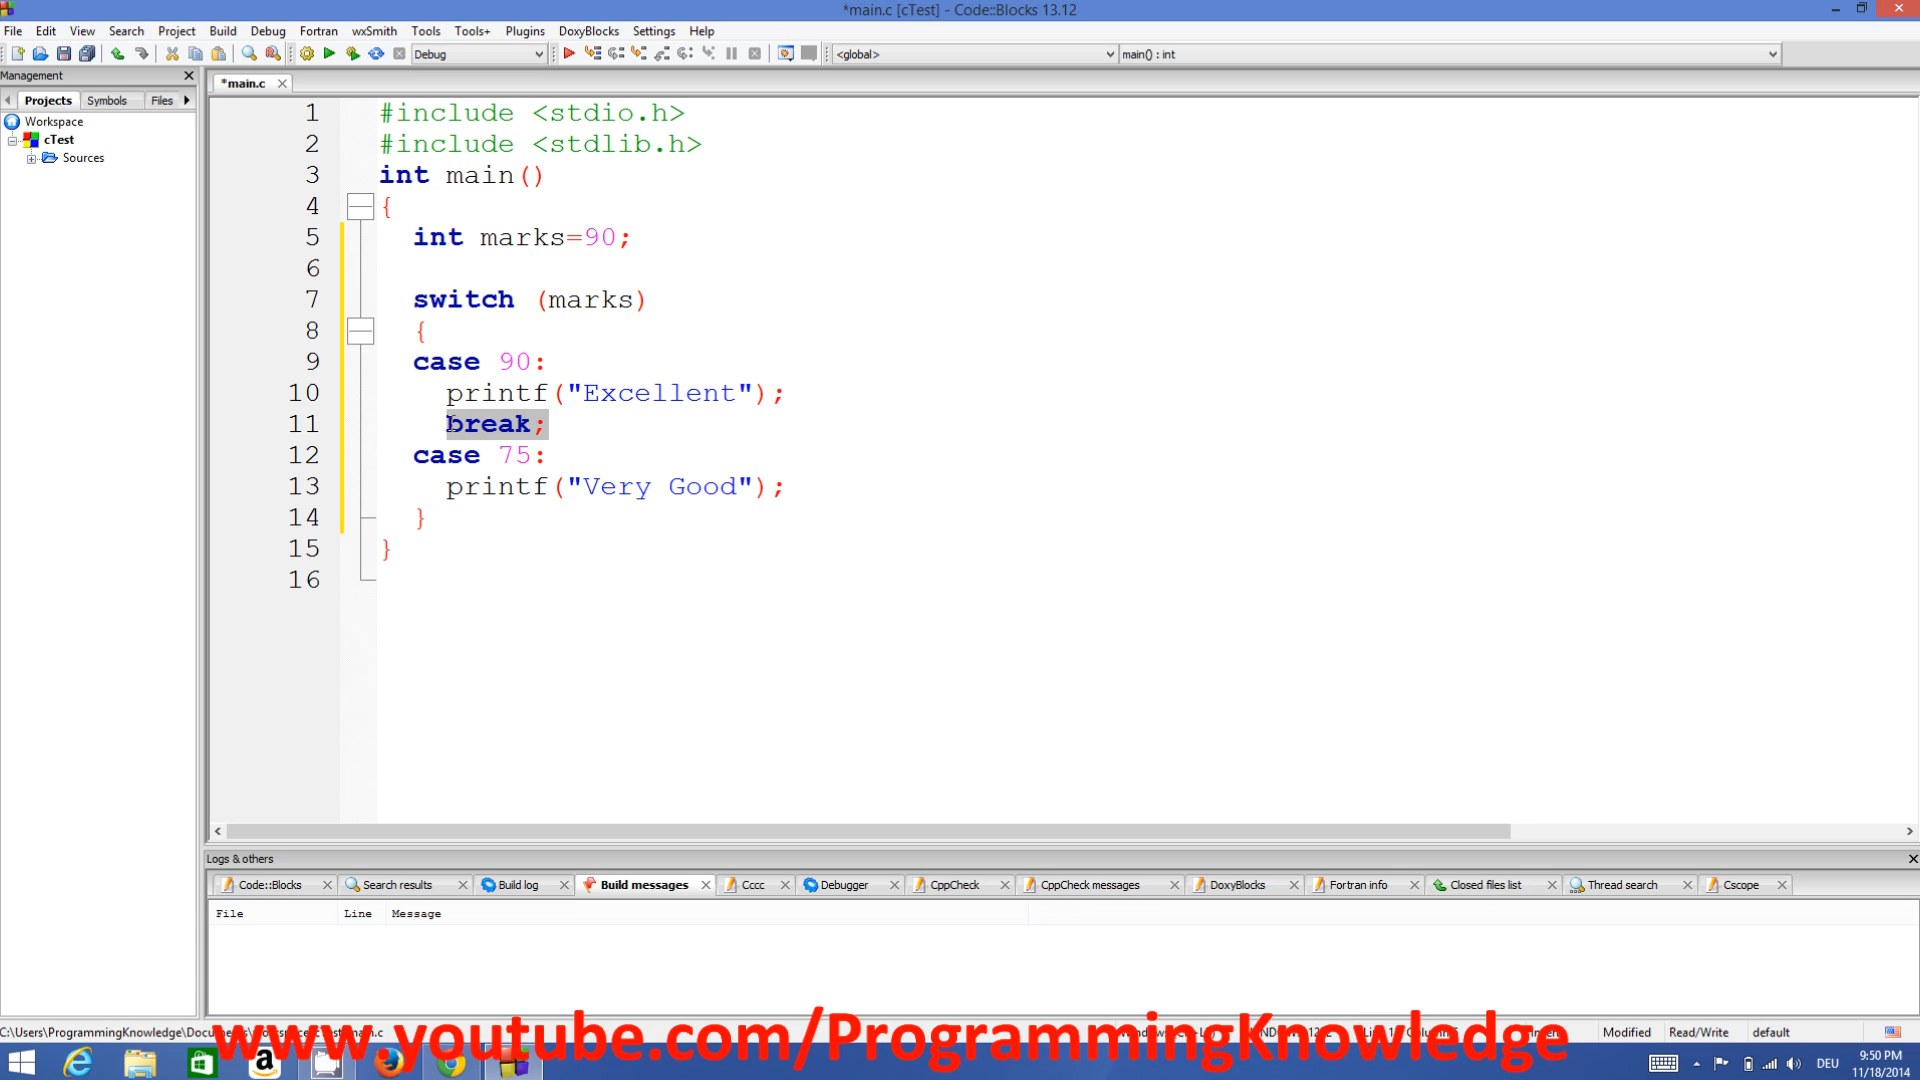 *main.c [cTest] - Code::Blocks 13.12
File Edit View Search Project Build Debug Fortran wxSmith Tools Tools+ Plugins DoxyBlocks Settings Help
Debug <global> main() : int
Management
*main.c
Projects Symbols Files
Workspace
cTest
Sources
1 #include <stdio.h>
2 #include <stdlib.h>
3 int main()
4 {
5 int marks=90;
6
7 switch (marks)
8 {
9 case 90:
10 printf("Excellent");
11 break;
12 case 75:
13 printf("Very Good");
14 }
15 }
16
Logs & others
Code::Blocks Search results Build log Build messages Cccc Debugger CppCheck CppCheck messages DoxyBlocks Fortran info Closed files list Thread search Cscope
File Line Message
Modified Read/Write default
www.youtube.com/ProgrammingKnowledge
DEU
9:50 PM
11/18/2014